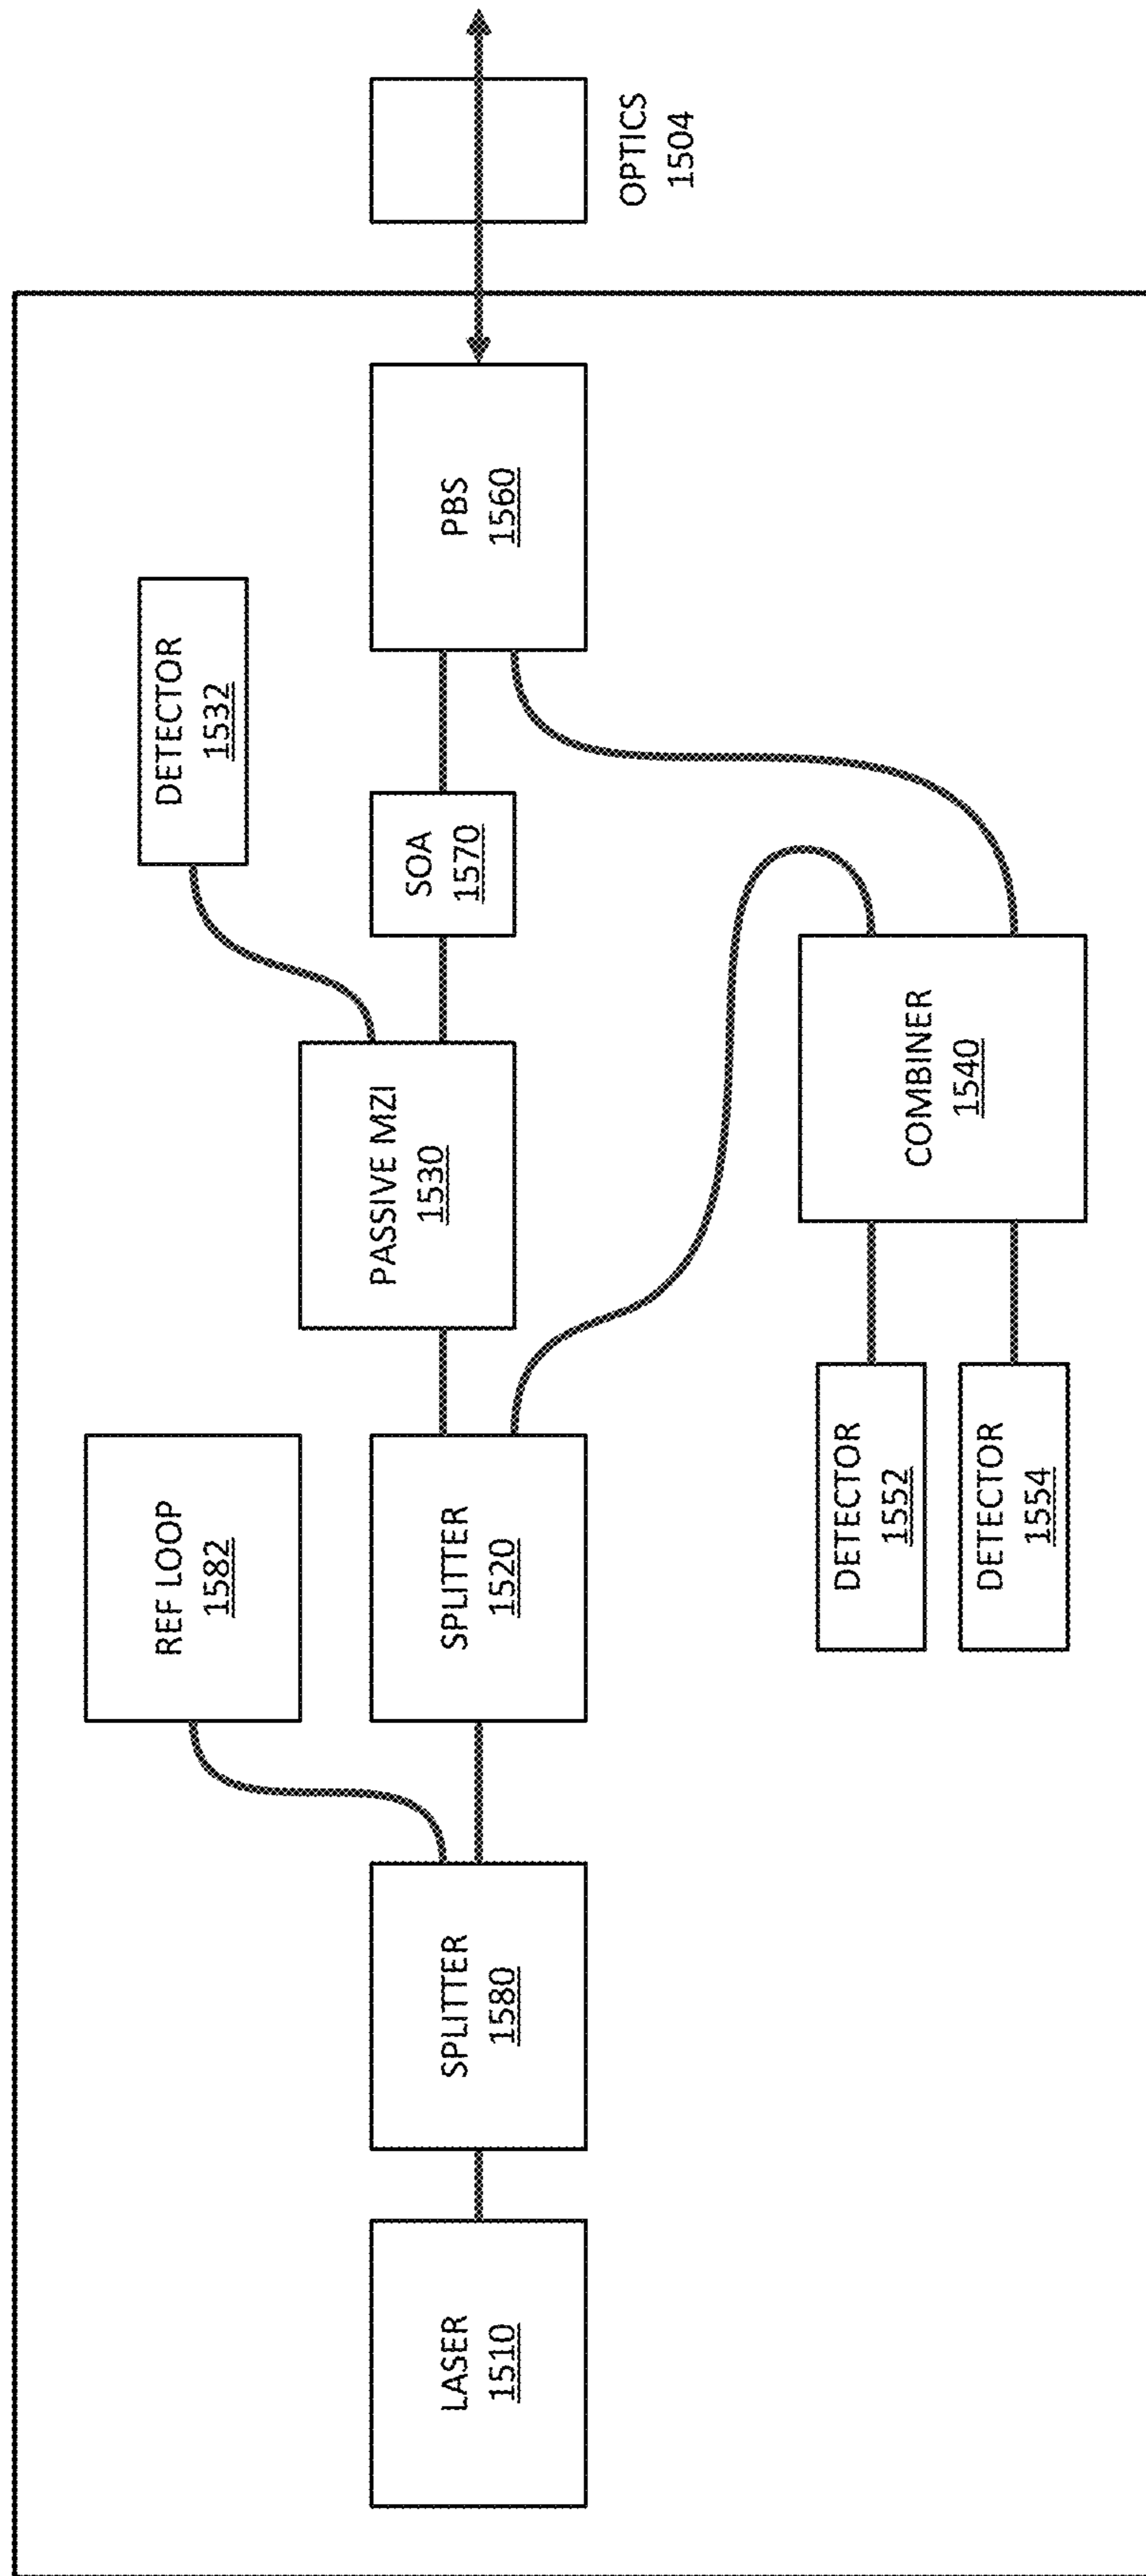 LASER
1510
SPLITTER
1580
REF LOOP
1582
SPLITTER
1520
PASSIVE MZI
1530
DETECTOR
1532
SOA
1570
PBS
1560
OPTICS
1504
DETECTOR
1552
DETECTOR
1554
COMBINER
1540